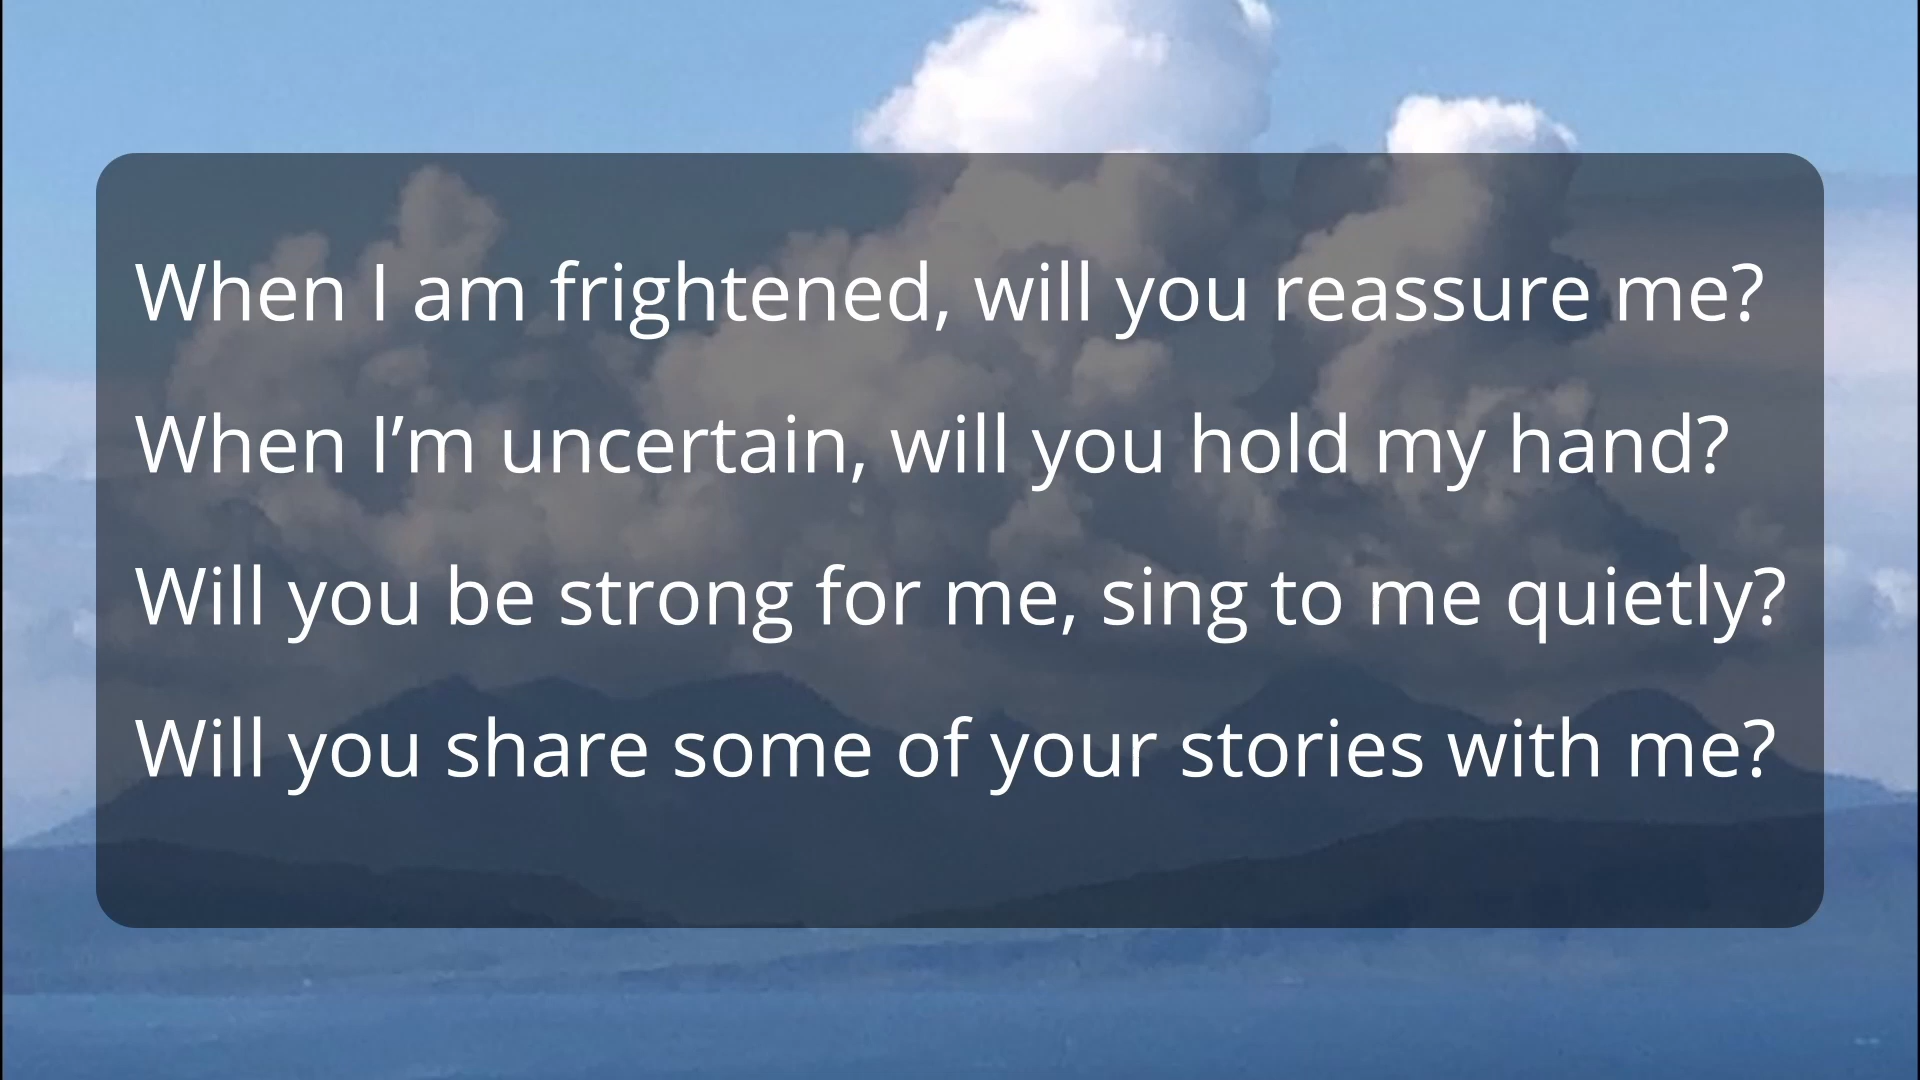 When I am frightened, will you reassure me?
When I’m uncertain, will you hold my hand?
Will you be strong for me, sing to me quietly?
Will you share some of your stories with me?